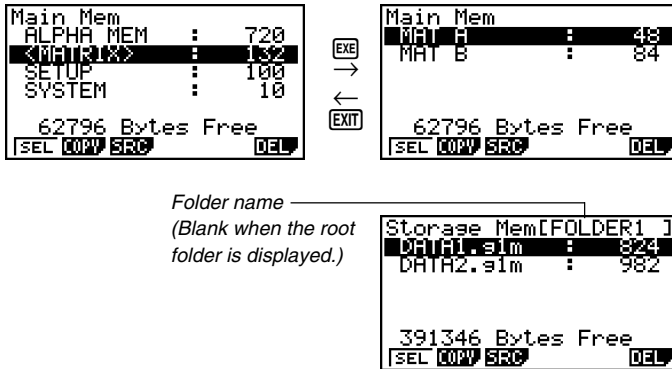 Main Mem
ALPHA MEM : 720
<MATRIX> : 132
SETUP : 100
SYSTEM : 10
62796 Bytes Free
SEL COPY SRC DEL
EXE
→
←
EXIT
Main Mem
MAT A : 48
MAT B : 84
62796 Bytes Free
SEL COPY SRC DEL
Folder name
(Blank when the root
folder is displayed.)
Storage Mem[FOLDER1 ]
DATA1.g1m : 824
DATA2.g1m : 982
391346 Bytes Free
SEL COPY SRC DEL